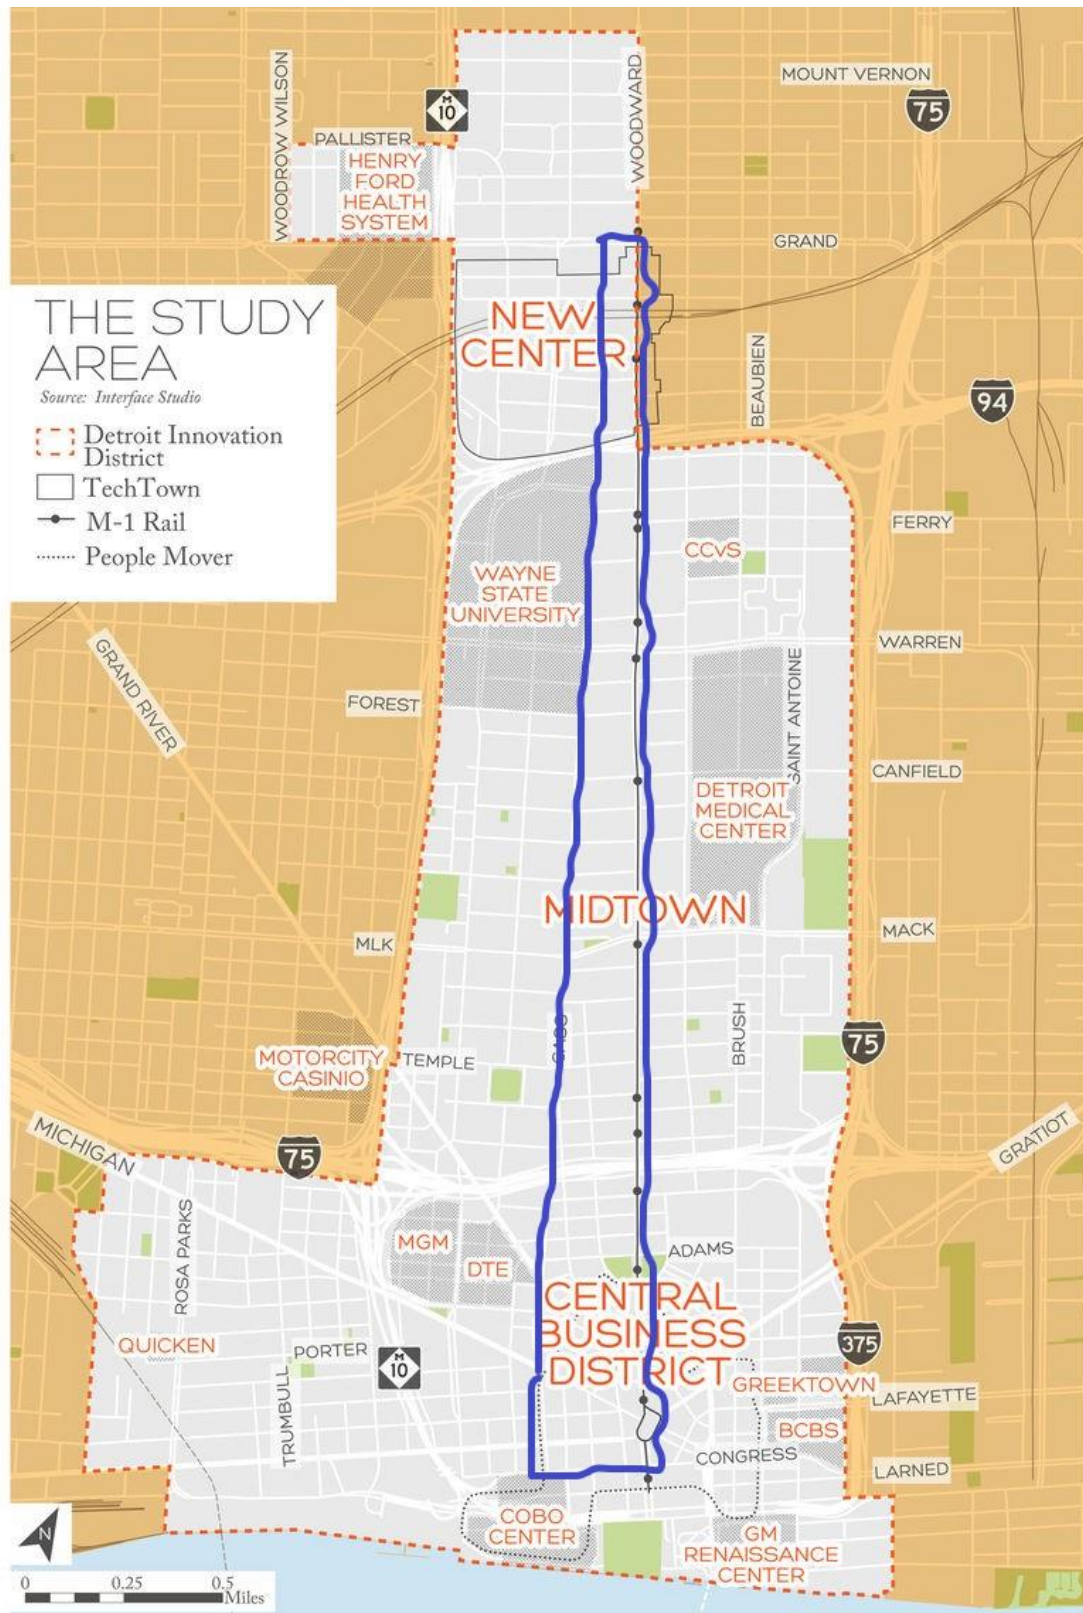 WOODROW WILSON
M
10
PALLISTER
HENRY
FORD
HEALTH
SYSTEM
WOODWARD
MOUNT VERNON
75
GRAND
THE STUDY
AREA
Source: Interface Studio
Detroit Innovation
District
TechTown
M-1 Rail
People Mover
NEW
CENTER
BEAUBIEN
94
FERRY
CCvS
WAYNE
STATE
UNIVERSITY
WARREN
GRAND RIVER
FOREST
SAINT ANTOINE
CANFIELD
DETROIT
MEDICAL
CENTER
MIDTOWN
MACK
MLK
CASS
BRUSH
75
MOTORCITY
CASINIO
TEMPLE
MICHIGAN
75
GRATIOT
ROSA PARKS
MGM
DTE
ADAMS
CENTRAL
BUSINESS
DISTRICT
QUICKEN
PORTER
M
10
375
GREEKTOWN
LAFAYETTE
TRUMBULL
BCBS
CONGRESS
LARNED
COBO
CENTER
GM
RENAISSANCE
CENTER
N
0 0.25 0.5
Miles